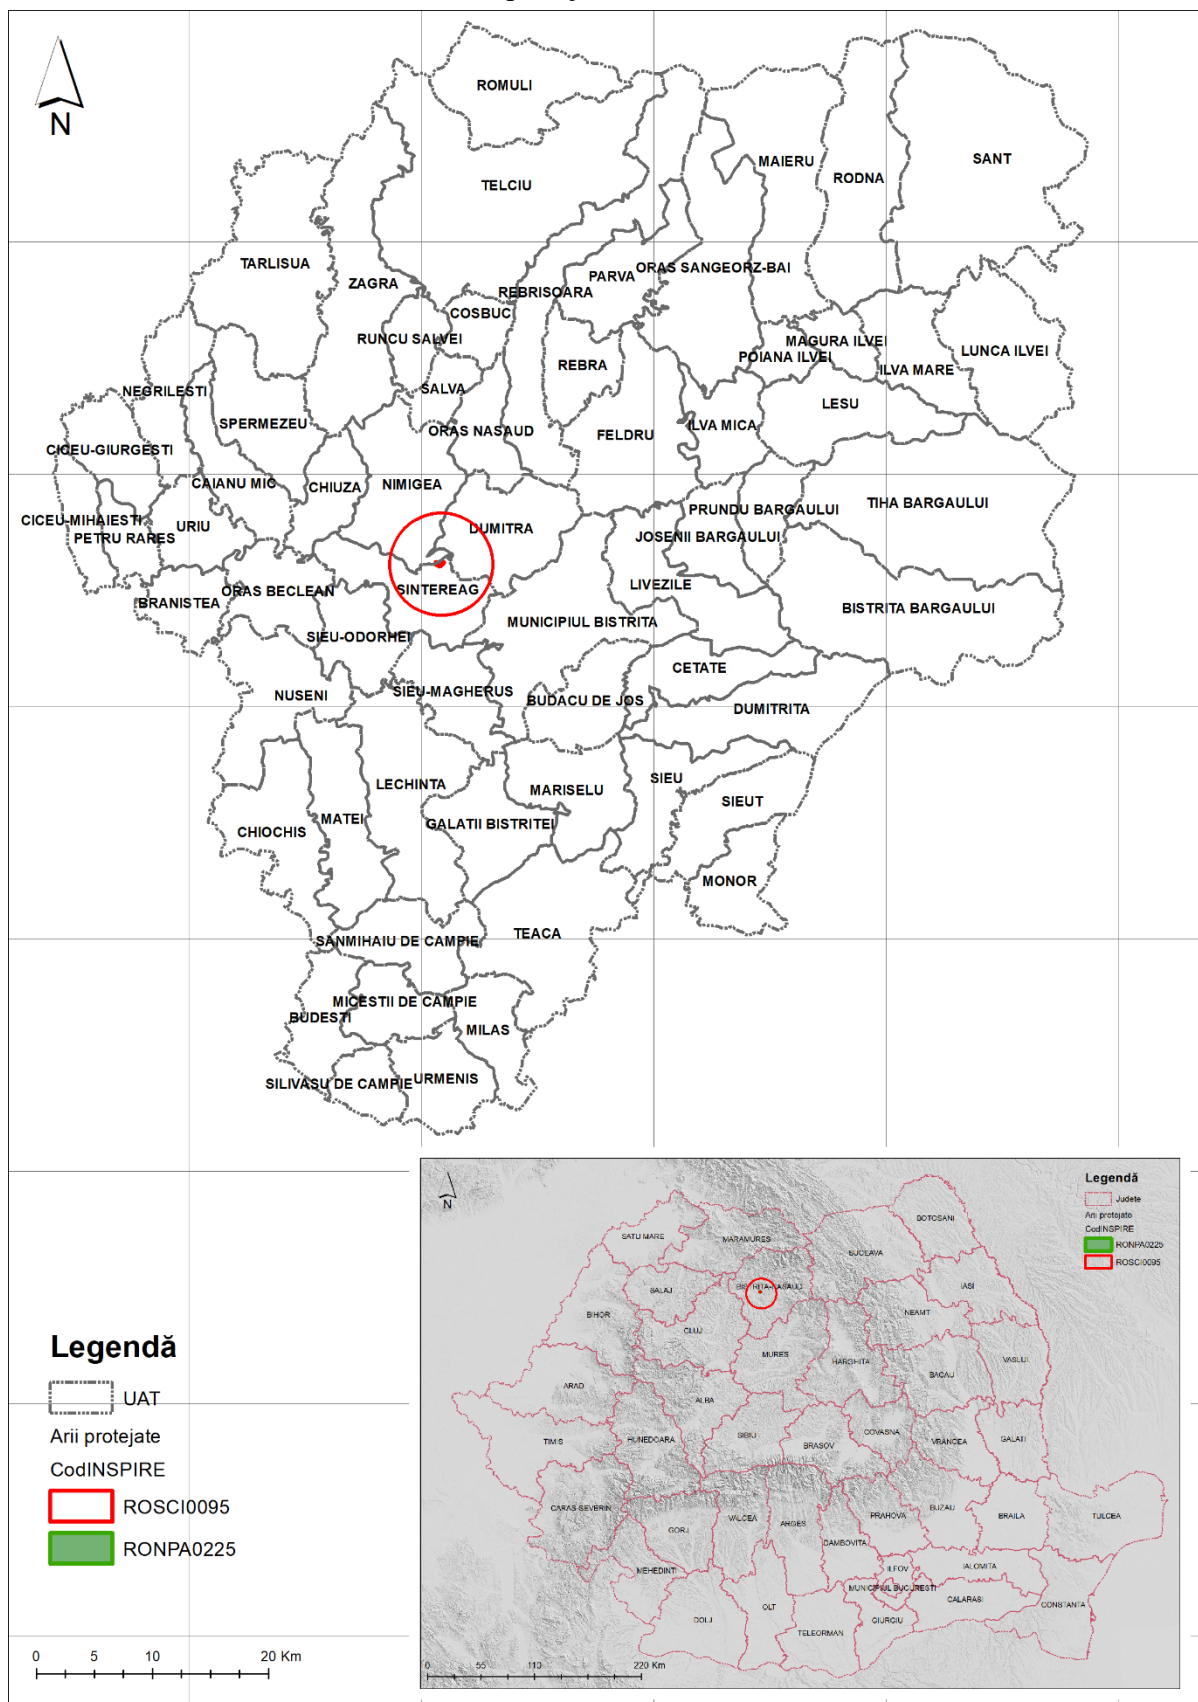 N
ROMULI
MAIERU
SANT
RODNA
TELCIU
TARLISUA
ZAGRA
PARVA
ORAS SANGEORZ-BAI
REBRISOARA
COSBUC
RUNCU SALVEI
MAGURA ILVEI
POIANA ILVEI
LUNCA ILVEI
REBRA
ILVA MARE
NEGRILESTI
SALVA
LESU
SPERMEZEU
ORAS NASAUD
FELDRU
ILVA MICA
CICEU-GIURGESTI
CAIANU MIC
CHIUZA
NIMIGEA
TIHA BARGAULUI
PRUNDU BARGAULUI
CICEU-MIHAIESTI
URIU
DUMITRA
PETRU RARES
JOSENII BARGAULUI
ORAS BECLEAN
SINTEREAG
LIVEZILE
BRANISTEA
BISTRITA BARGAULUI
MUNICIPIUL BISTRITA
SIEU-ODORHEI
CETATE
NUSENI
SIEU-MAGHERUS
BUDACU DE JOS
DUMITRITA
LECHINTA
MARISELU
SIEU
SIEUT
CHIOCHIS
MATEI
GALATII BISTRITEI
MONOR
TEACA
SANMIHAIU DE CAMPIE
MICESTII DE CAMPIE
BUDESTI
MILAS
SILIVASU DE CAMPIE
URMENIS
Legendă
UAT
Arii protejate
CodINSPIRE
ROSCI0095
RONPA0225
0 5 10 20 Km
N
Legendă
Judete
Arii protejate
CodINSPIRE
RONPA0225
ROSCI0095
BOTOSANI
SATU MARE
MARAMURES
SUCEAVA
BISTRITA-NASAUD
IASI
SALAJ
BIHOR
NEAMT
CLUJ
MURES
HARGHITA
VASLUI
BACAU
ARAD
ALBA
TIMIS
HUNEDOARA
SIBIU
COVASNA
BRASOV
VRANCEA
GALATI
CARAS-SEVERIN
GORJ
VALCEA
ARGES
PRAHOVA
BUZAU
BRAILA
TULCEA
DAMBOVITA
MEHEDINTI
ILFOV
IALOMITA
MUNICIPIUL BUCURESTI
CALARASI
CONSTANTA
DOLJ
OLT
GIURGIU
TELEORMAN
0 55 110 220 Km